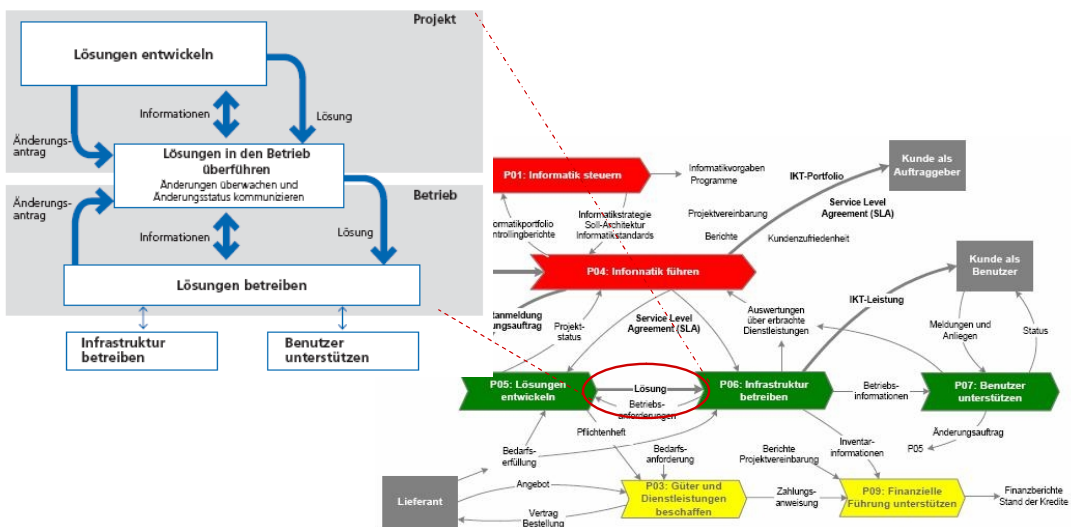 Projekt
Lösungen entwickeln
Informationen
Lösung
Änderungs-
antrag
Lösungen in den Betrieb
überführen
Änderungen überwachen und
Änderungsstatus kommunizieren
Betrieb
Änderungs-
antrag
Informationen
Lösung
Lösungen betreiben
Infrastruktur
betreiben
Benutzer
unterstützen
P01: Informatik steuern
Informatikvorgaben
Programme
IKT-Portfolio
Kunde als
Auftraggeber
nformatikportfolio
ontrollingberichte
Informatikstrategie
Soll-Architektur
Informatikstandards
Projektvereinbarung
Service Level
Agreement (SLA)
Berichte
Kundenzufriedenheit
P04: Infonnatik führen
Kunde als
Benutzer
IKT-Leistung
tanmeldung
ngsauftrag
Projekt-
status
Service Level
Agreement (SLA)
Auswertungen
über erbrachte
Dienstleistungen
Meldungen und
Anliegen
Status
P05: Lösungen
entwickeln
Lösung
Betriebs-
anforderungen
P06: Infrastruktur
betreiben
Betriebs-
informationen
P07: Benutzer
unterstützen
Pflichtenheft
Änderungsauftrag
P05
Bedarfs-
erfüllung
Bedarfs-
anforderung
Berichte
Projektvereinbarung
Inventar-
informationen
Lieferant
Angebot
P03: Güter und
Dienstleistungen
beschaffen
Zahlungs-
anweisung
P09: Finanzielle
Führung unterstützen
Finanzberichte
Stand der Kredite
Vertrag
Bestellung